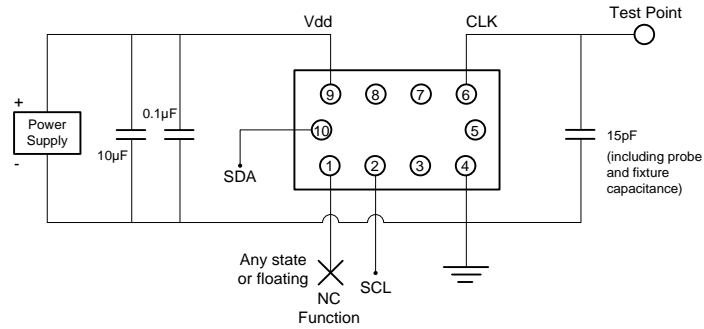 Test Point
Vdd
CLK
+
Power
Supply
-
10µF
0.1µF
9
8
7
6
10
5
1
2
3
4
SDA
15pF
(including probe
and fixture
capacitance)
Any state
or floating
NC
Function
SCL